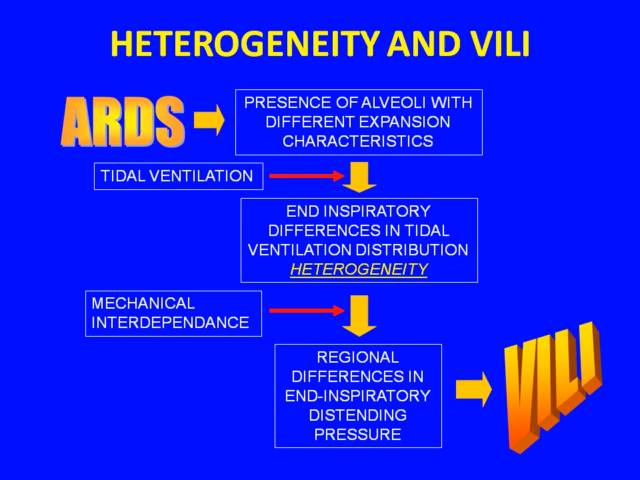 HETEROGENEITY AND VILI
ARDS
PRESENCE OF ALVEOLI WITH
DIFFERENT EXPANSION
CHARACTERISTICS
TIDAL VENTILATION
END INSPIRATORY
DIFFERENCES IN TIDAL
VENTILATION DISTRIBUTION
HETEROGENEITY
MECHANICAL
INTERDEPENDANCE
REGIONAL
DIFFERENCES IN
END-INSPIRATORY
DISTENDING
PRESSURE
VILI